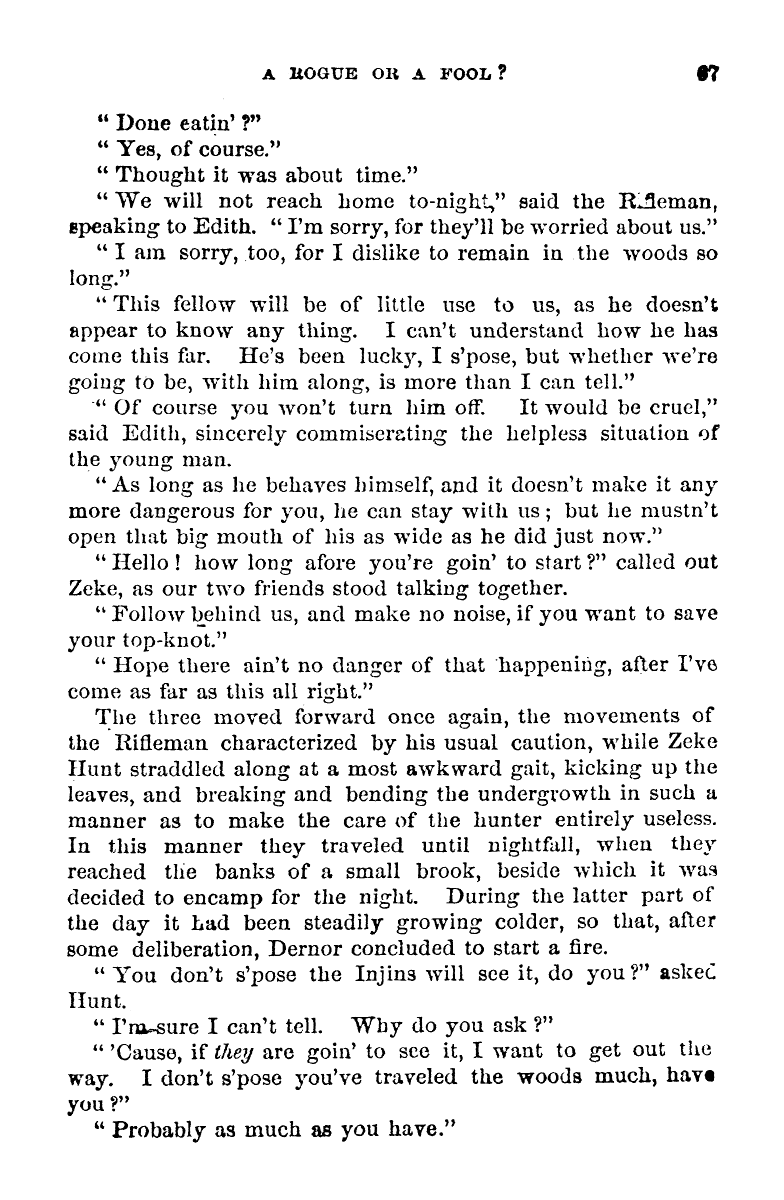 A ROGUE OR A FOOL? 67
“Done eatin'?”
“Yes, of course.”
“Thought it was about time.”
“We will not reach home to-night,” said the Rifleman,
speaking to Edith. “I'm sorry, for they'll be worried about us.”
“I am sorry, too, for I dislike to remain in the woods so
long.”
“This fellow will be of little use to us, as he doesn't
appear to know any thing. I can't understand how he has
come this far. He's been lucky, I s'pose, but whether we're
going to be, with him along, is more than I can tell.”
“Of course you won't turn him off. It would be cruel,”
said Edith, sincerely commiserating the helpless situation of
the young man.
“As long as he behaves himself, and it doesn't make it any
more dangerous for you, he can stay with us; but he mustn't
open that big mouth of his as wide as he did just now.”
“Hello! how long afore you're goin' to start?” called out
Zeke, as our two friends stood talking together.
“Follow behind us, and make no noise, if you want to save
your top-knot.”
“Hope there ain't no danger of that happening, after I've
come as far as this all right.”
The three moved forward once again, the movements of
the Rifleman characterized by his usual caution, while Zeke
Hunt straddled along at a most awkward gait, kicking up the
leaves, and breaking and bending the undergrowth in such a
manner as to make the care of the hunter entirely useless.
In this manner they traveled until nightfall, when they
reached the banks of a small brook, beside which it was
decided to encamp for the night. During the latter part of
the day it had been steadily growing colder, so that, after
some deliberation, Dernor concluded to start a fire.
“You don't s'pose the Injins will see it, do you?” asked
Hunt.
“I'm sure I can't tell. Why do you ask?”
“'Cause, if they are goin' to see it, I want to get out the
way. I don't s'pose you've traveled the woods much, have
you?”
“Probably as much as you have.”